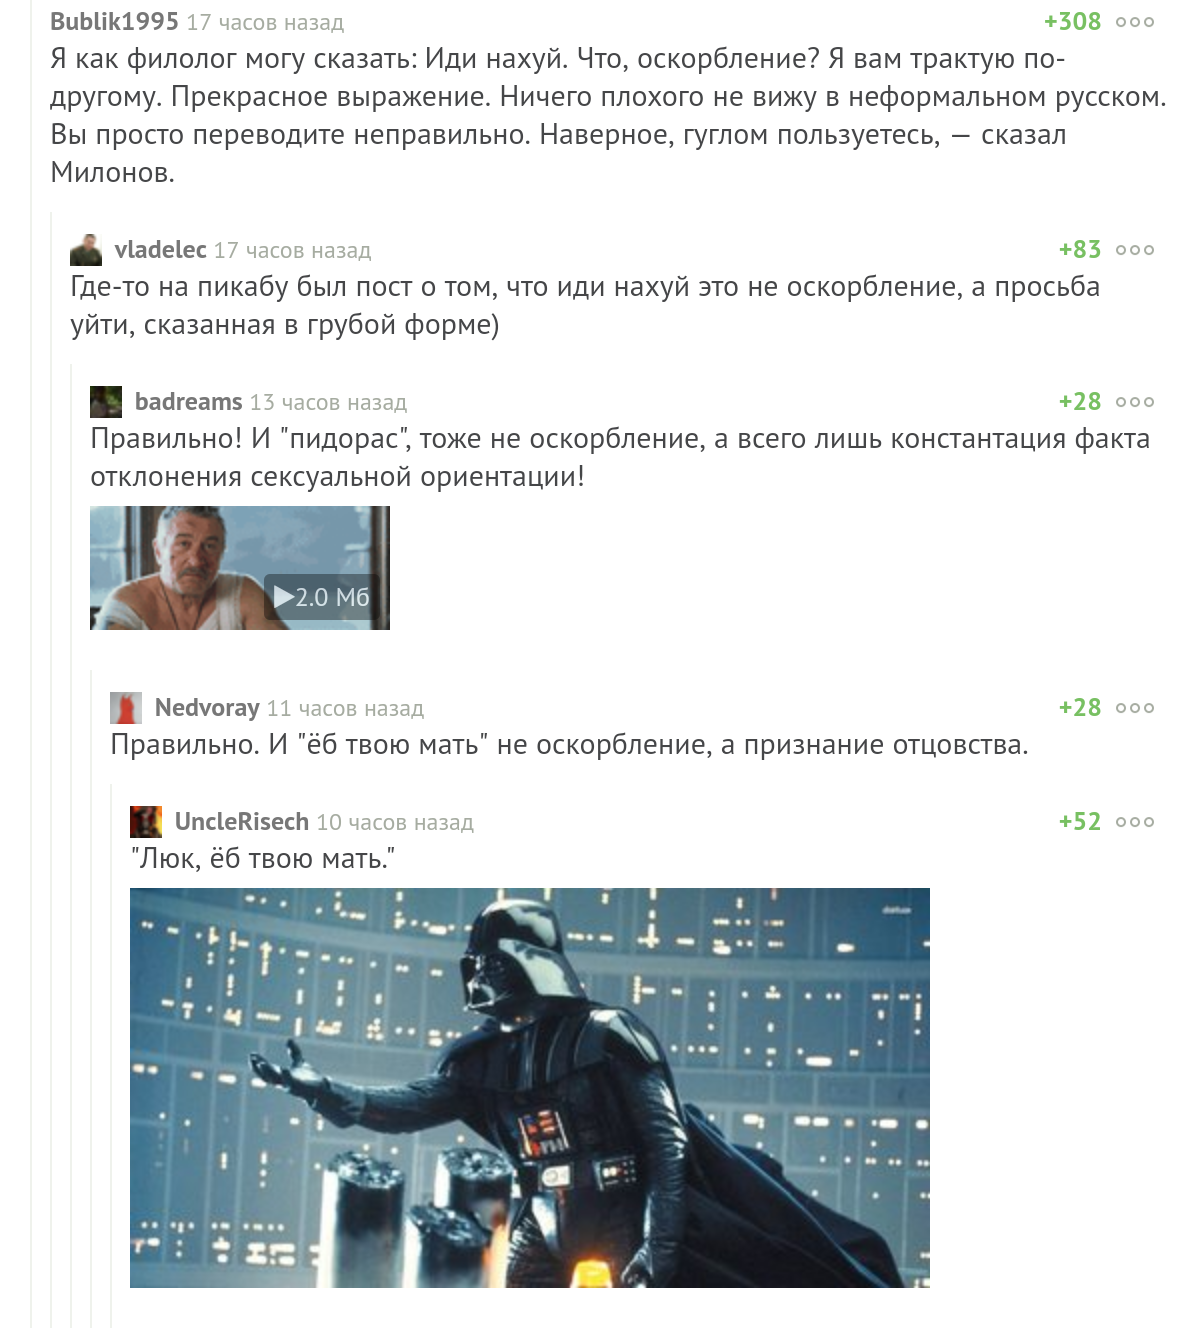 Bublik1995 17 часов назад +308
Я как филолог могу сказать: Иди нахуй. Что, оскорбление? Я вам трактую по-
другому. Прекрасное выражение. Ничего плохого не вижу в неформальном русском.
Вы просто переводите неправильно. Наверное, гуглом пользуетесь, — сказал
Милонов.
vladelec 17 часов назад +83
Где-то на пикабу был пост о том, что иди нахуй это не оскорбление, а просьба
уйти, сказанная в грубой форме)
badreams 13 часов назад +28
Правильно! И "пидорас", тоже не оскорбление, а всего лишь константация факта
отклонения сексуальной ориентации!
2.0 Мб
Nedvoray 11 часов назад +28
Правильно. И "ёб твою мать" не оскорбление, а признание отцовства.
UncleRisech 10 часов назад +52
"Люк, ёб твою мать."